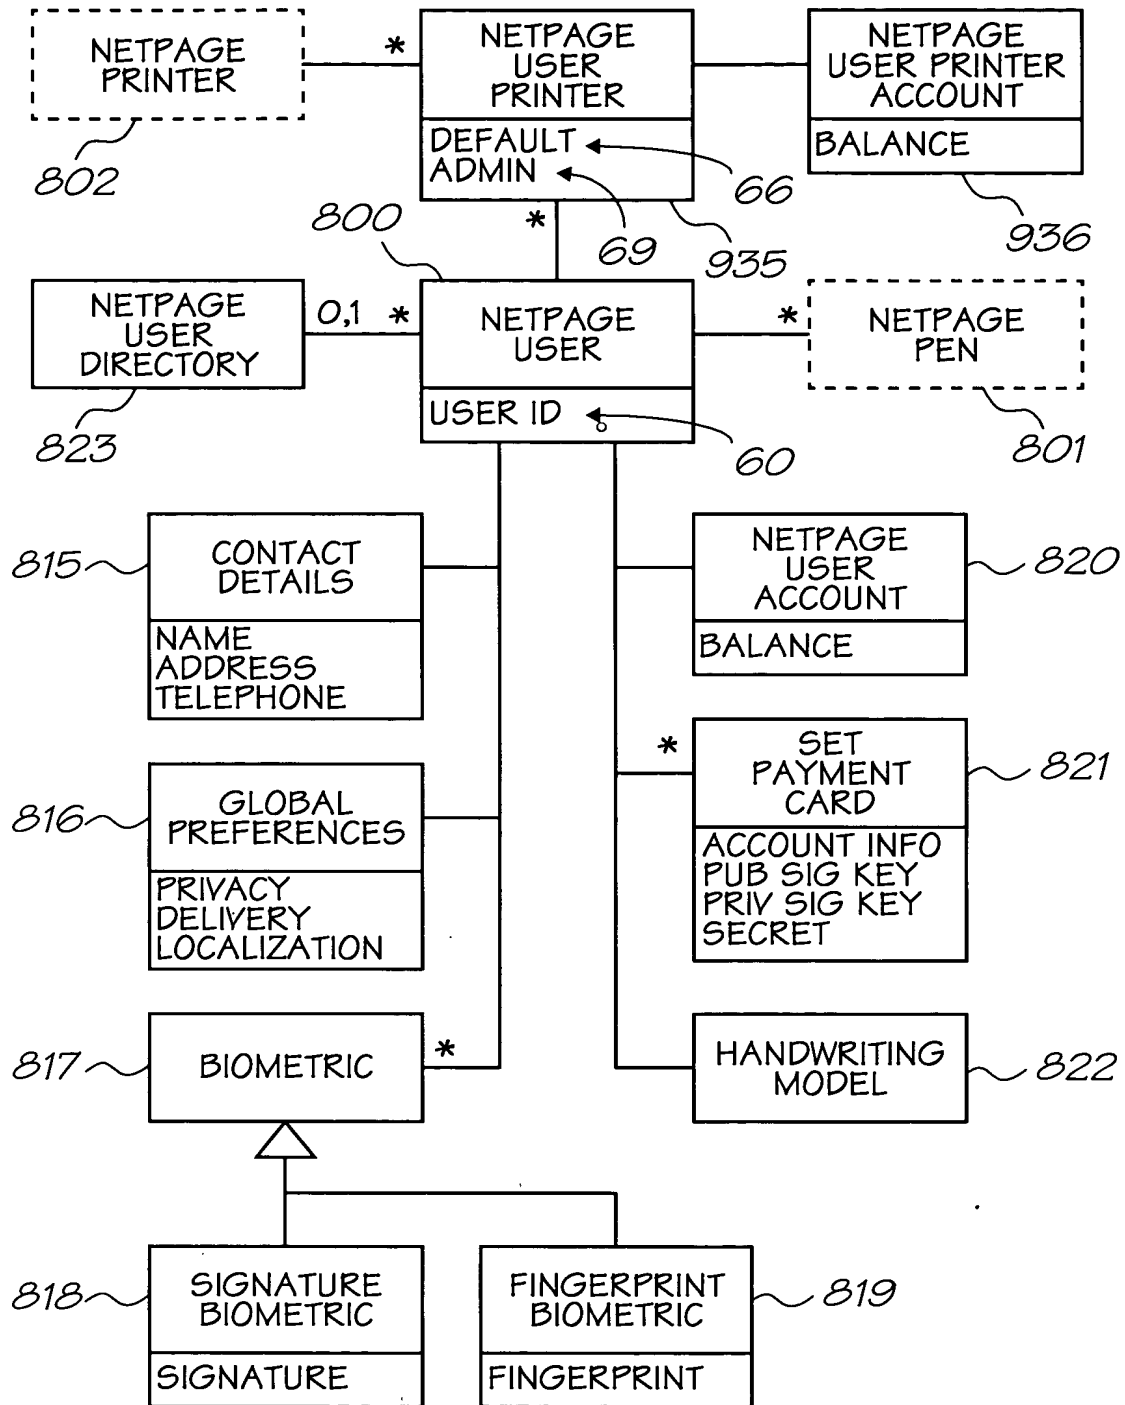 NETPAGE
PRINTER
802
*
NETPAGE
USER
PRINTER
DEFAULT
ADMIN
66
69
935
NETPAGE
USER PRINTER
ACCOUNT
BALANCE
936
*
800
NETPAGE
USER
DIRECTORY
823
0,1 *
NETPAGE
USER
USER ID
60
*
NETPAGE
PEN
801
815
CONTACT
DETAILS
NAME
ADDRESS
TELEPHONE
NETPAGE
USER
ACCOUNT
BALANCE
820
816
GLOBAL
PREFERENCES
PRIVACY
DELIVERY
LOCALIZATION
*
SET
PAYMENT
CARD
ACCOUNT INFO
PUB SIG KEY
PRIV SIG KEY
SECRET
821
817
BIOMETRIC
*
HANDWRITING
MODEL
822
818
SIGNATURE
BIOMETRIC
SIGNATURE
FINGERPRINT
BIOMETRIC
FINGERPRINT
819